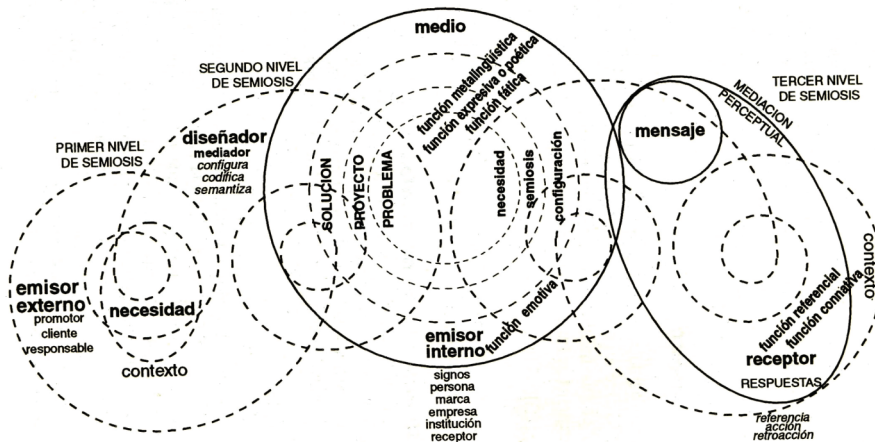 PRIMER NIVEL
DE SEMIOSIS
emisor
externo
promotor
cliente
responsable
necesidad
contexto
SEGUNDO NIVEL
DE SEMIOSIS
diseñador
mediador
configura
codifica
semantiza
medio
función metalingüística
función expresiva o poética
función fática
SOLUCION
PROYECTO
PROBLEMA
necesidad
semiosis
configuración
emisor
interno
función emotiva
signos
persona
marca
empresa
institución
receptor
TERCER NIVEL
DE SEMIOSIS
MEDIACION
PERCEPTUAL
mensaje
contexto
función referencial
función connativa
receptor
RESPUESTAS
referencia
acción
retroacción